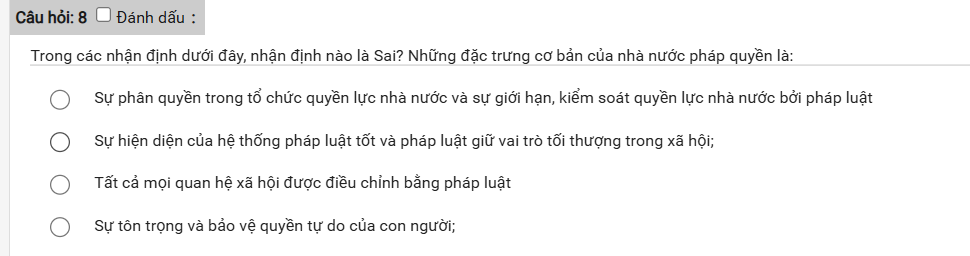 Câu hỏi: 8 Đánh dấu :
Trong các nhận định dưới đây, nhận định nào là Sai? Những đặc trưng cơ bản của nhà nước pháp quyền là:
Sự phân quyền trong tổ chức quyền lực nhà nước và sự giới hạn, kiểm soát quyền lực nhà nước bởi pháp luật
Sự hiện diện của hệ thống pháp luật tốt và pháp luật giữ vai trò tối thượng trong xã hội;
Tất cả mọi quan hệ xã hội được điều chỉnh bằng pháp luật
Sự tôn trọng và bảo vệ quyền tự do của con người;